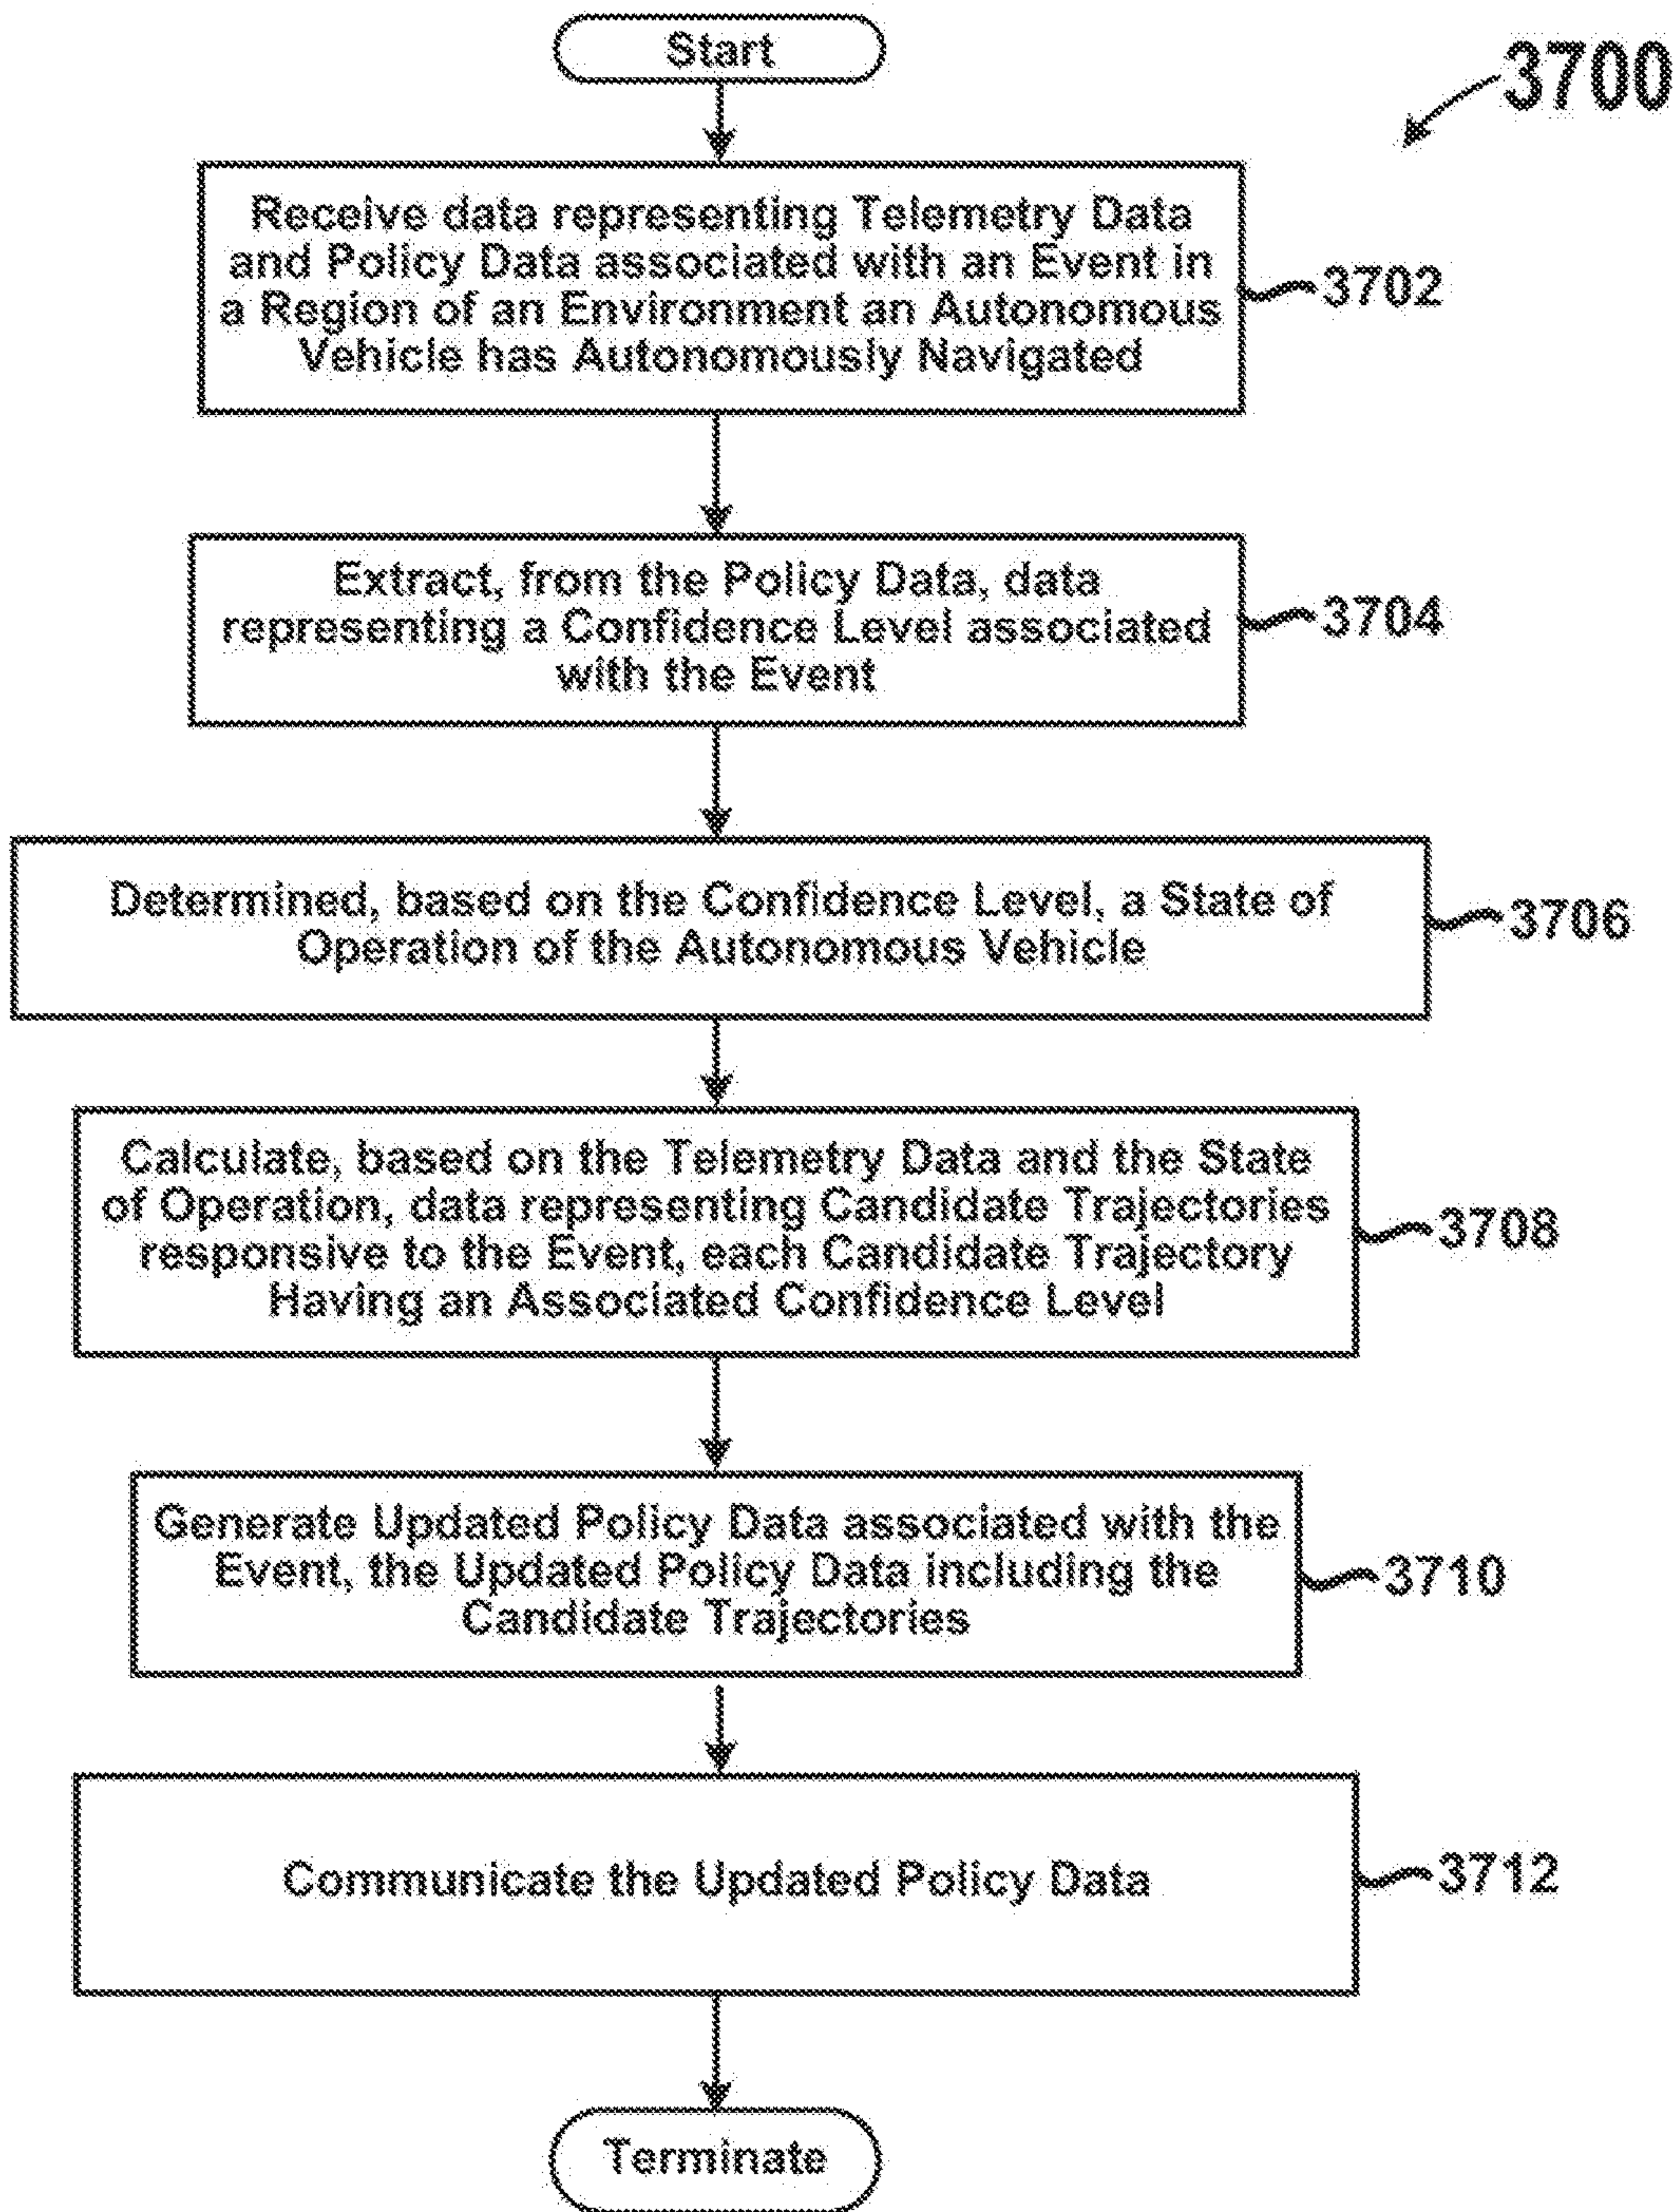 Start
3700
Receive data representing Telemetry Data
and Policy Data associated with an Event in
a Region of an Environment an Autonomous
Vehicle has Autonomously Navigated
3702
Extract, from the Policy Data, data
representing a Confidence Level associated
with the Event
3704
Determined, based on the Confidence Level, a State of
Operation of the Autonomous Vehicle
3706
Calculate, based on the Telemetry Data and the State
of Operation, data representing Candidate Trajectories
responsive to the Event, each Candidate Trajectory
Having an Associated Confidence Level
3708
Generate Updated Policy Data associated with the
Event, the Updated Policy Data including the
Candidate Trajectories
3710
Communicate the Updated Policy Data
3712
Terminate